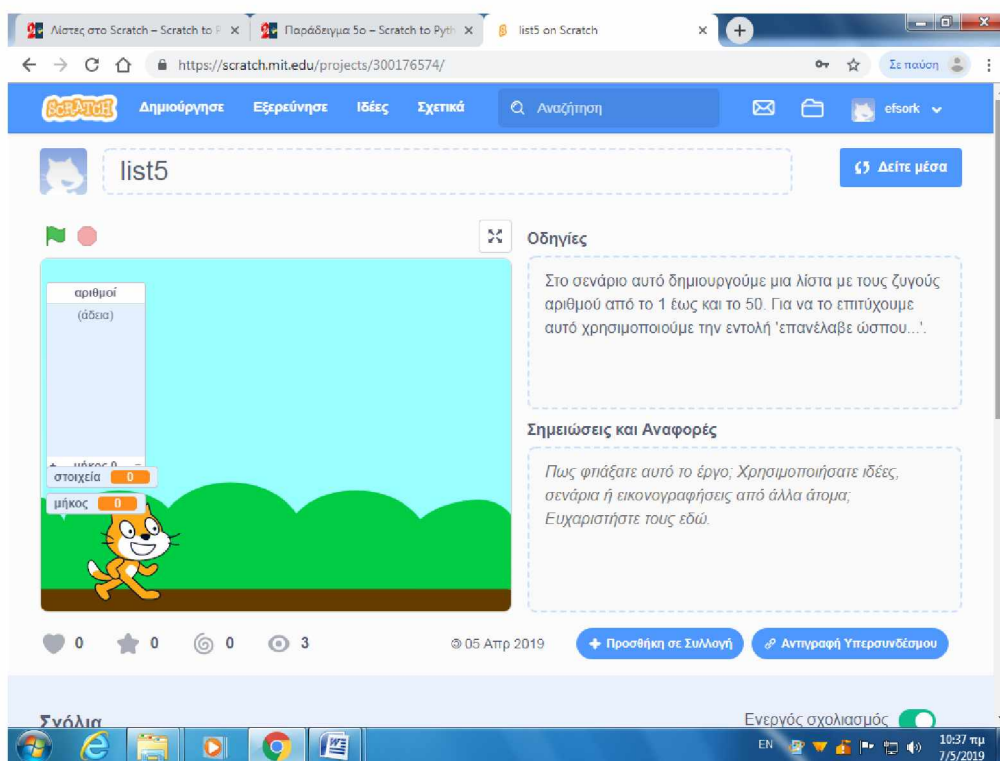 Λίστες στο Scratch – Scratch to P
Παράδειγμα 5ο – Scratch to Pyth
list5 on Scratch
https://scratch.mit.edu/projects/300176574/
Σε παύση
SCRATCH
Δημιούργησε
Εξερεύνησε
Ιδέες
Σχετικά
Αναζήτηση
efsork
list5
Δείτε μέσα
Οδηγίες
Στο σενάριο αυτό δημιουργούμε μια λίστα με τους ζυγούς
αριθμού από το 1 έως και το 50. Για να το επιτύχουμε
αυτό χρησιμοποιούμε την εντολή 'επανέλαβε ώσπου...'.
αριθμοί
(άδεια)
+ μήκος 0 =
στοιχεία 0
μήκος 0
Σημειώσεις και Αναφορές
Πως φτιάξατε αυτό το έργο; Χρησιμοποιήσατε ιδέες,
σενάρια ή εικονογραφήσεις από άλλα άτομα;
Ευχαριστήστε τους εδώ.
0
0
0
3
© 05 Απρ 2019
Προσθήκη σε Συλλογή
Αντιγραφή Υπερσυνδέσμου
Σχόλια
Ενεργός σχολιασμός
EN
10:37 πμ
7/5/2019